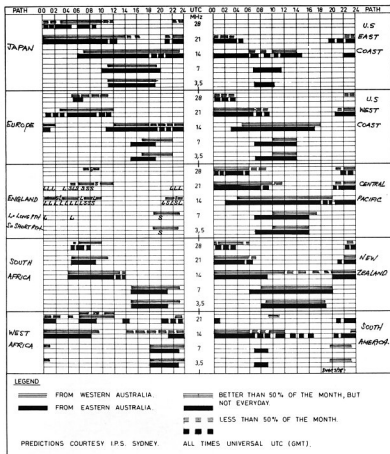 PATH 00 02 04 06 08 10 12 14 16 18 20 22 24 UTC 00 02 04 06 08 10 12 14 16 18 20 22 24 PATH
MHz
28
21
14
7
3,5
JAPAN
U.S
EAST
COAST
28
21
14
7
3,5
EUROPE
U.S
WEST
COAST
28
21
14
7
3,5
ENGLAND
L= LONG PATH
S= SHORT PATH
CENTRAL
PACIFIC
28
21
14
7
3,5
SOUTH
AFRICA
NEW
ZEALAND
21
14
7
3,5
WEST
AFRICA
SOUTH
AMERICA.
LEGEND
FROM WESTERN AUSTRALIA.
FROM EASTERN AUSTRALIA.
BETTER THAN 50% OF THE MONTH, BUT
NOT EVERYDAY.
LESS THAN 50% OF THE MONTH.
PREDICTIONS COURTESY I.P.S. SYDNEY. ALL TIMES UNIVERSAL UTC (GMT).